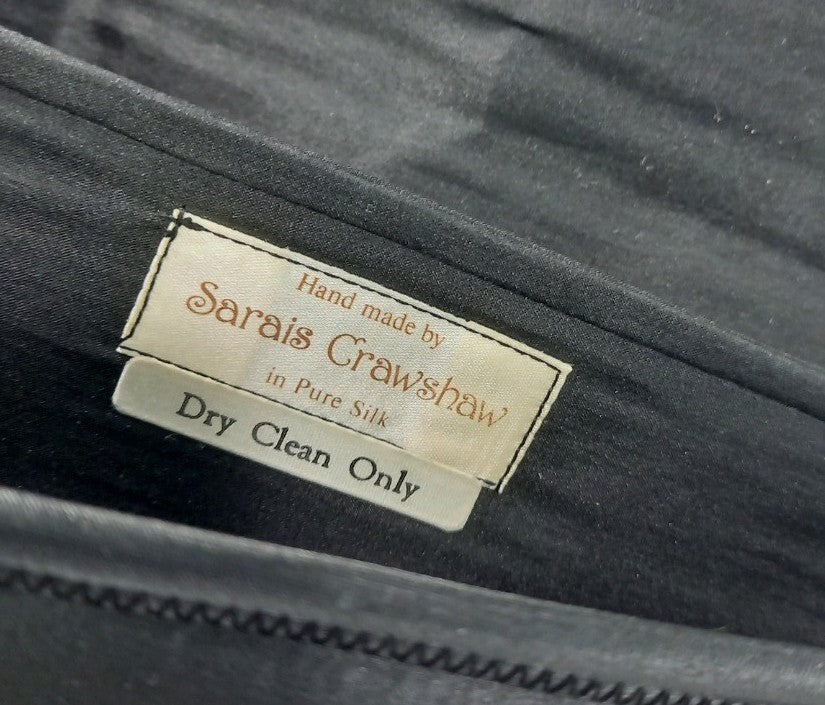 Hand made by
Sarais Crawshaw
in Pure Silk
Dry Clean Only